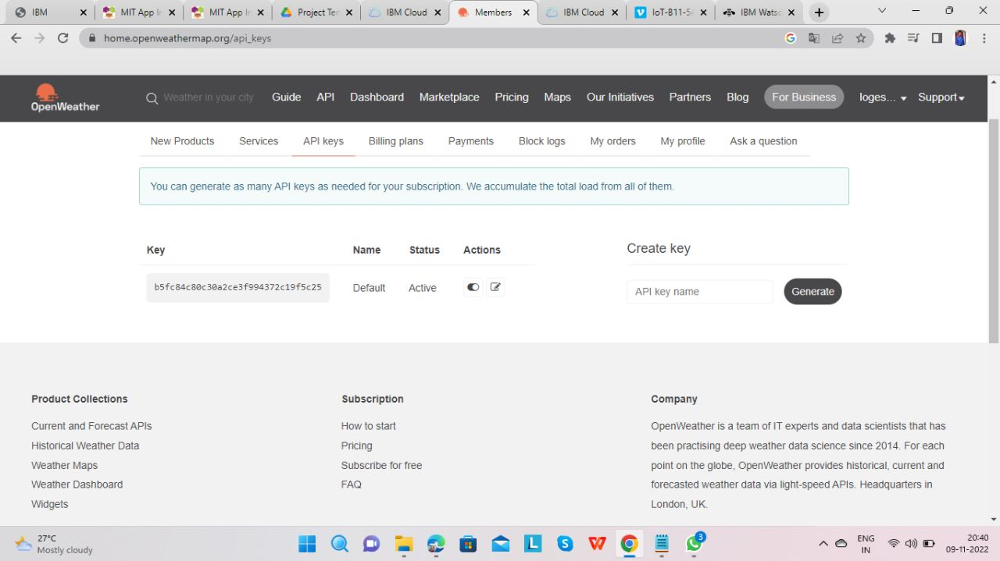 IBM
MIT App In
MIT App In
Project Ter
IBM Cloud
Members
IBM Cloud
IoT-B11-5A
IBM Watso
home.openweathermap.org/api_keys
OpenWeather
Weather in your city
Guide
API
Dashboard
Marketplace
Pricing
Maps
Our Initiatives
Partners
Blog
For Business
loges...
Support
New Products
Services
API keys
Billing plans
Payments
Block logs
My orders
My profile
Ask a question
You can generate as many API keys as needed for your subscription. We accumulate the total load from all of them.
Key
Name
Status
Actions
Create key
b5fc84c80c30a2ce3f994372c19f5c25
Default
Active
API key name
Generate
Product Collections
Current and Forecast APIs
Historical Weather Data
Weather Maps
Weather Dashboard
Widgets
Subscription
How to start
Pricing
Subscribe for free
FAQ
Company
OpenWeather is a team of IT experts and data scientists that has
been practising deep weather data science since 2014. For each
point on the globe, OpenWeather provides historical, current and
forecasted weather data via light-speed APIs. Headquarters in
London, UK.
27°C
Mostly cloudy
3
ENG
IN
20:40
09-11-2022